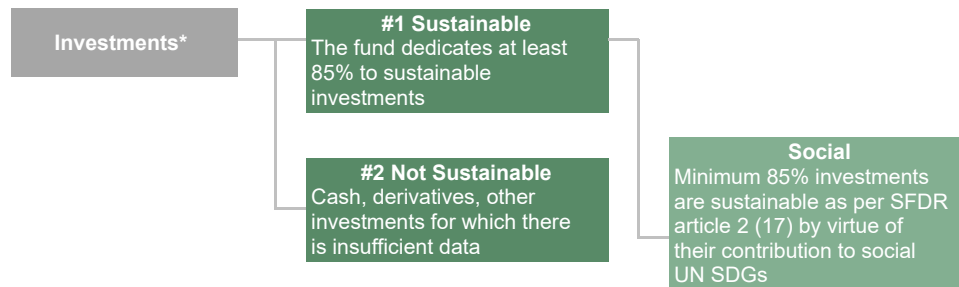 Investments*
#1 Sustainable
The fund dedicates at least
85% to sustainable
investments
#2 Not Sustainable
Cash, derivatives, other
investments for which there
is insufficient data
Social
Minimum 85% investments
are sustainable as per SFDR
article 2 (17) by virtue of
their contribution to social
UN SDGs